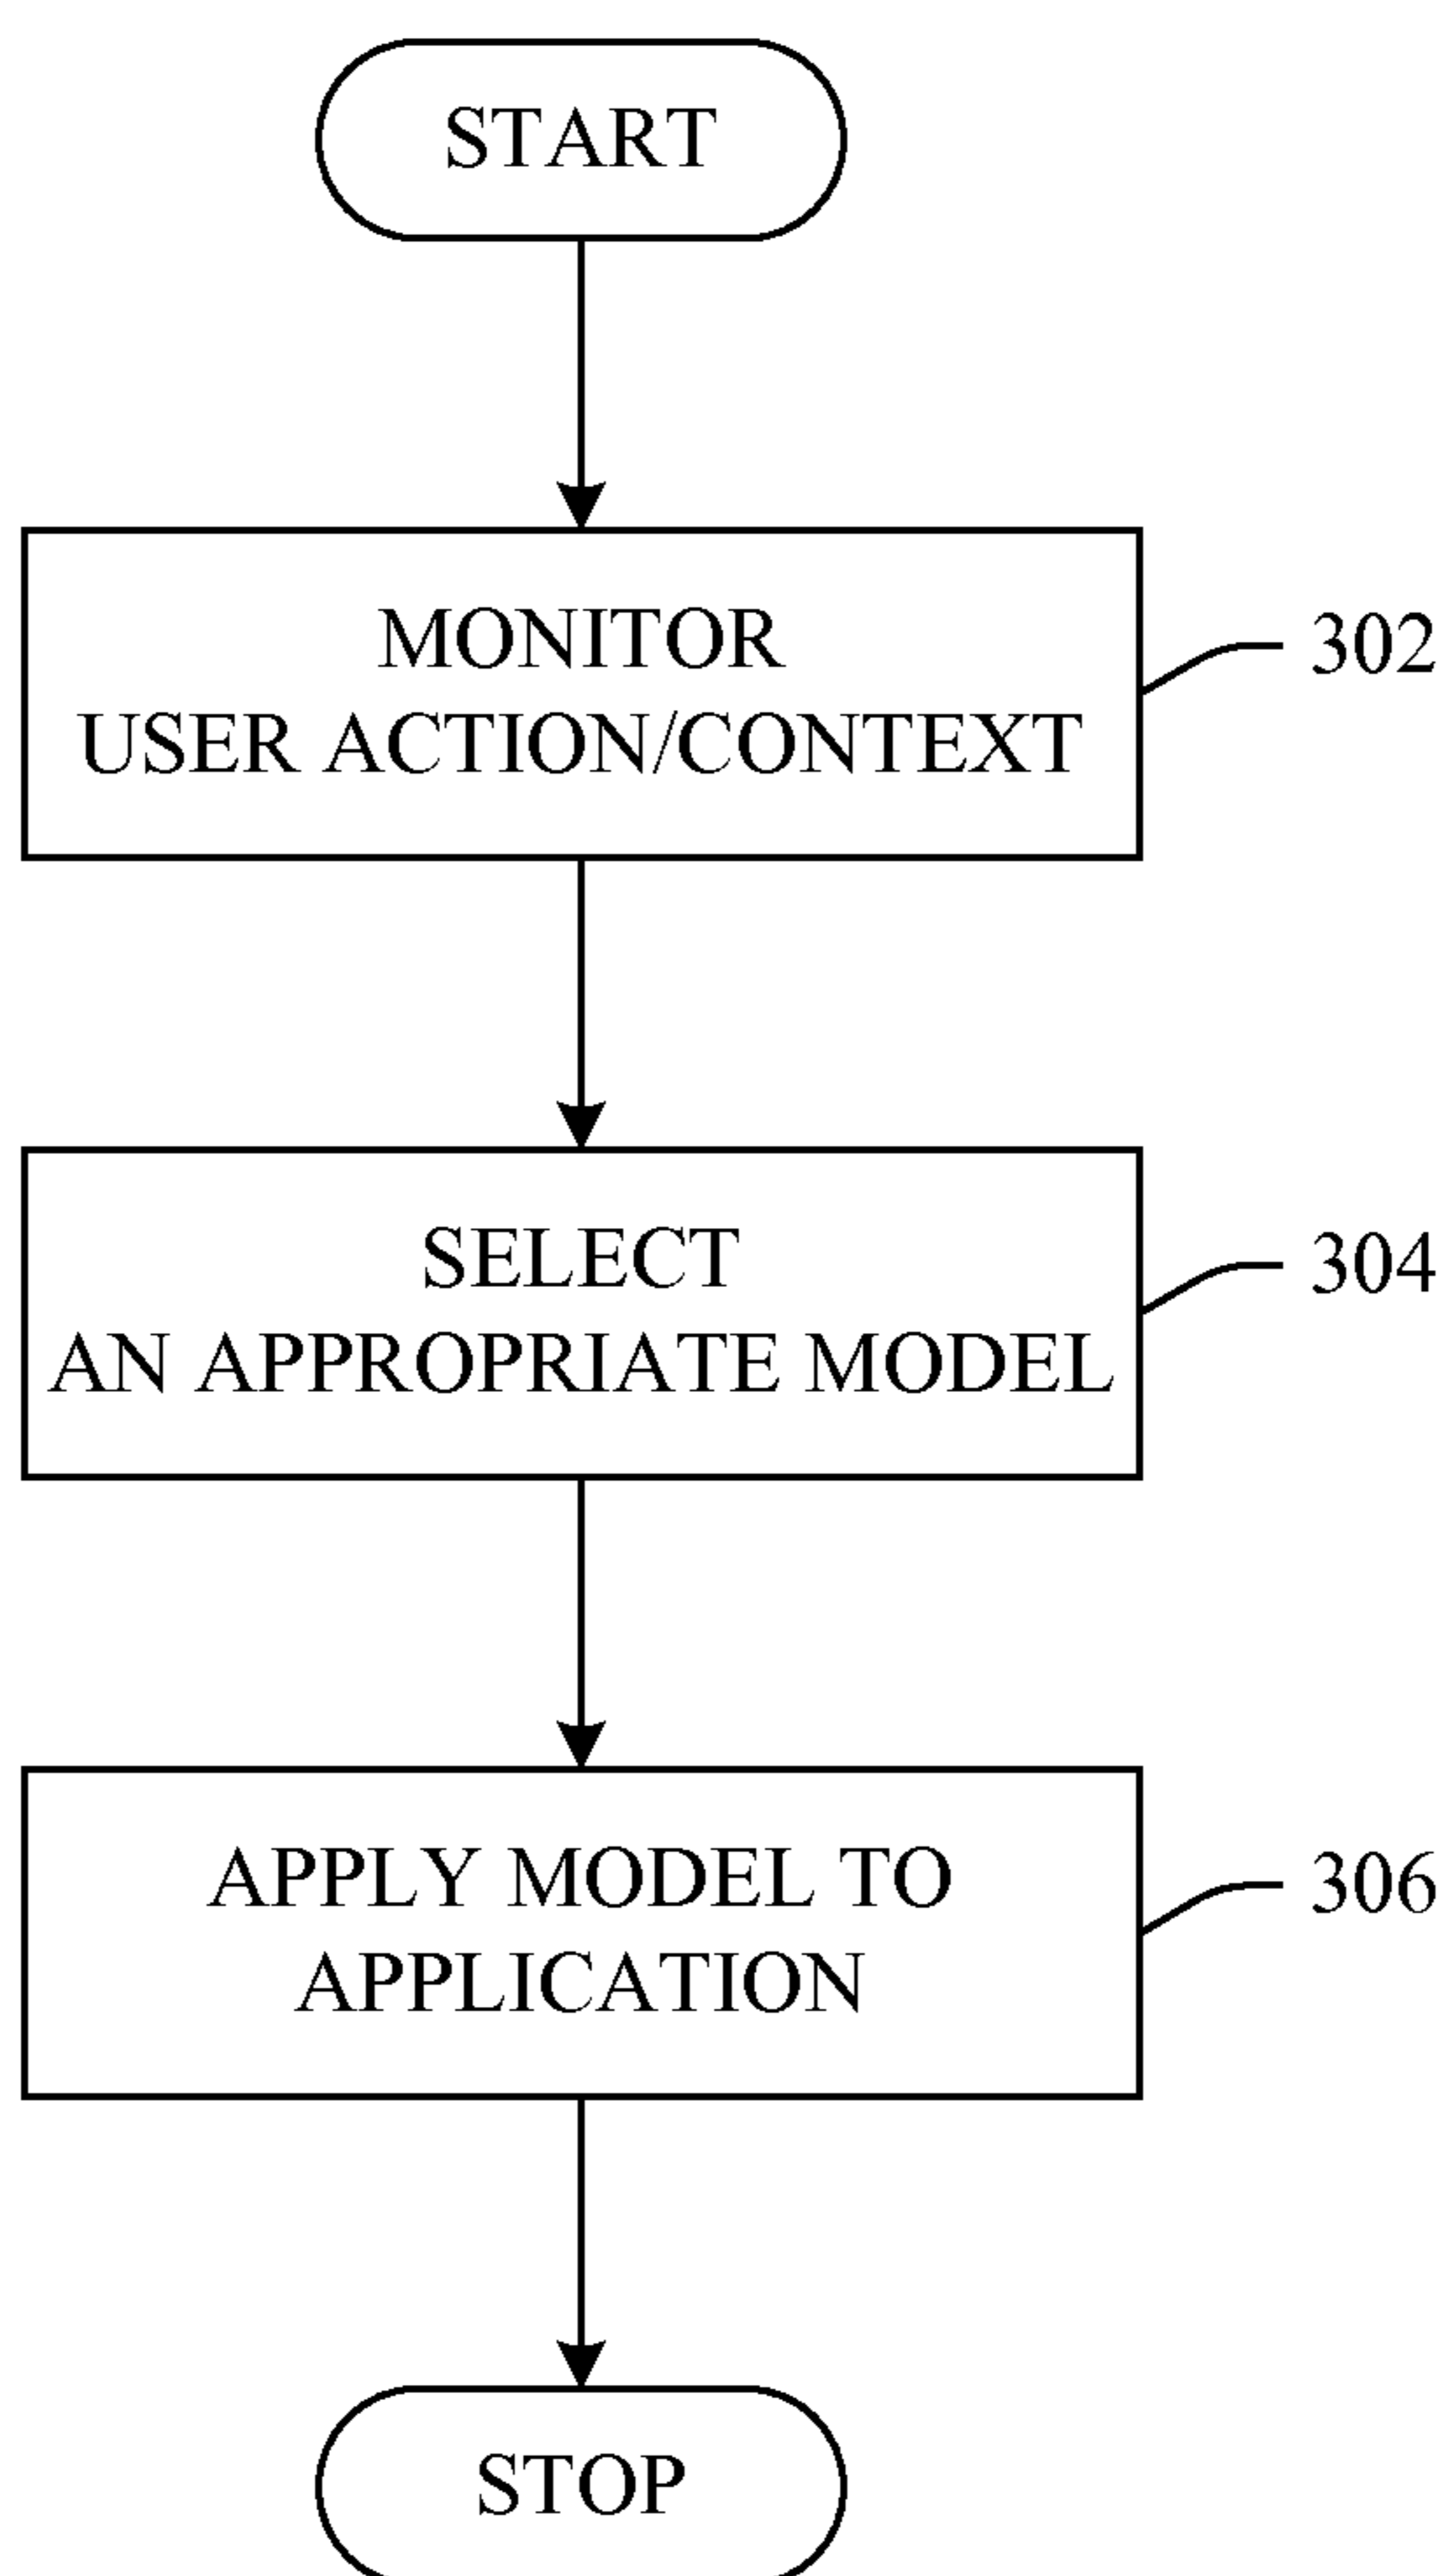 START
MONITOR
USER ACTION/CONTEXT
302
SELECT
AN APPROPRIATE MODEL
304
APPLY MODEL TO
APPLICATION
306
STOP